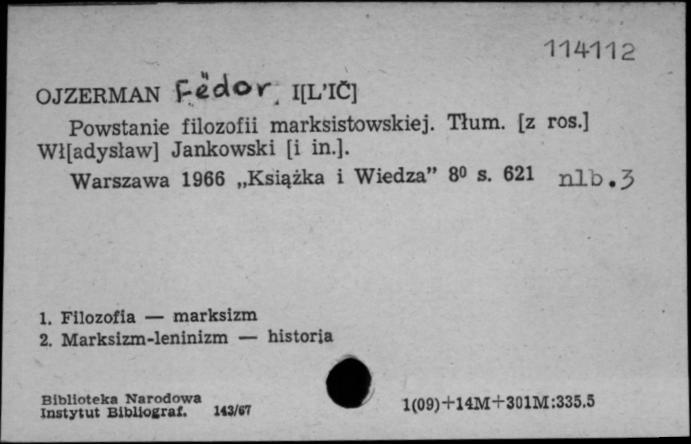 114112
OJZERMAN Fëdor, I[L'IČ]
Powstanie filozofii marksistowskiej. Tłum. [z ros.]
Wł[adysław] Jankowski [i in.].
Warszawa 1966 „Książka i Wiedza” 8⁰ s. 621 nlb.3
1. Filozofia — marksizm
2. Marksizm-leninizm — historia
Biblioteka Narodowa
Instytut Bibliograf. 143/67
1(09)+14M+301M:335.5